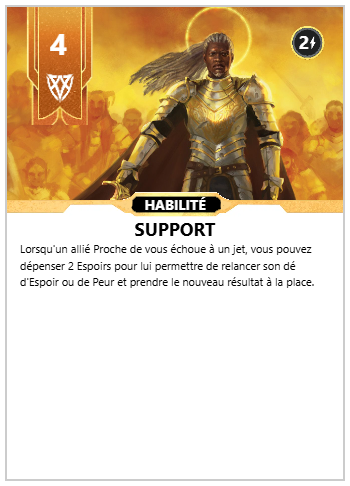 4
2
HABILITÉ
SUPPORT
Lorsqu'un allié Proche de vous échoue à un jet, vous pouvez
dépenser 2 Espoirs pour lui permettre de relancer son dé
d'Espoir ou de Peur et prendre le nouveau résultat à la place.